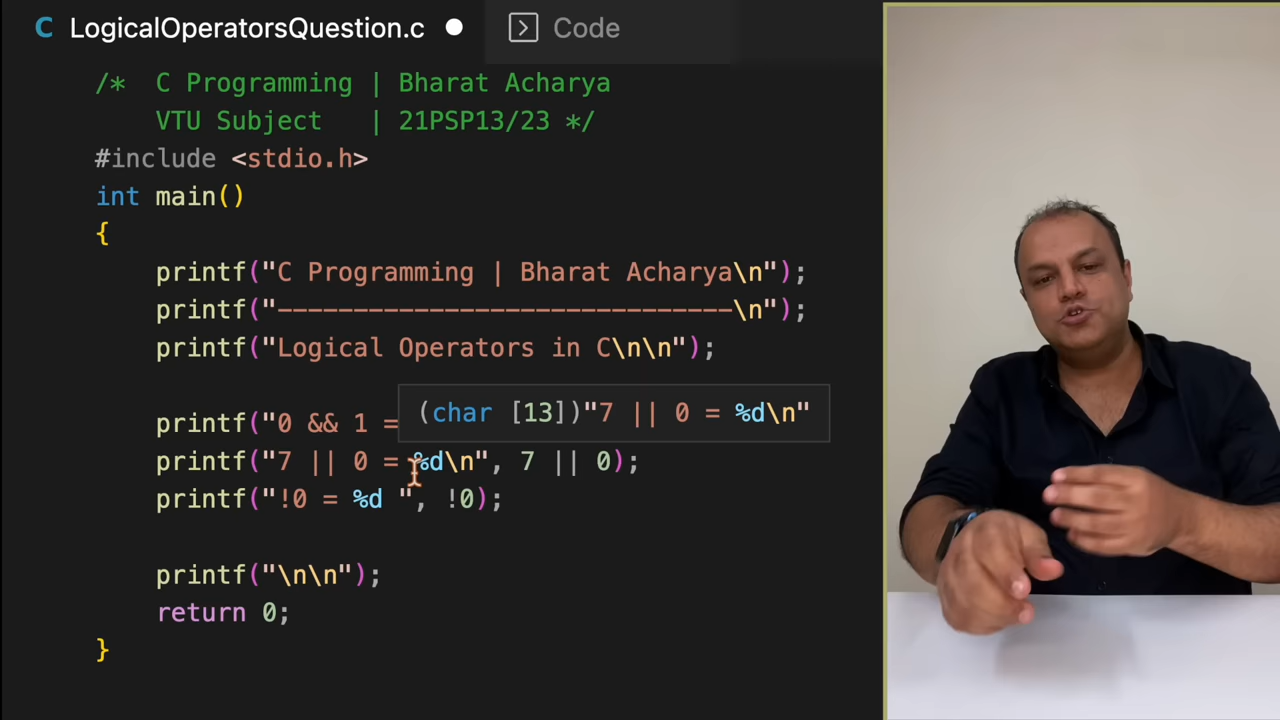 C LogicalOperatorsQuestion.c
Code
/* C Programming | Bharat Acharya
VTU Subject | 21PSP13/23 */
#include <stdio.h>
int main()
{
printf("C Programming | Bharat Acharya\n");
printf("------------------------------\n");
printf("Logical Operators in C\n\n");
(char [13])"7 || 0 = %d\n"
printf("0 && 1 =
printf("7 || 0 = %d\n", 7 || 0);
printf("!0 = %d ", !0);
printf("\n\n");
return 0;
}